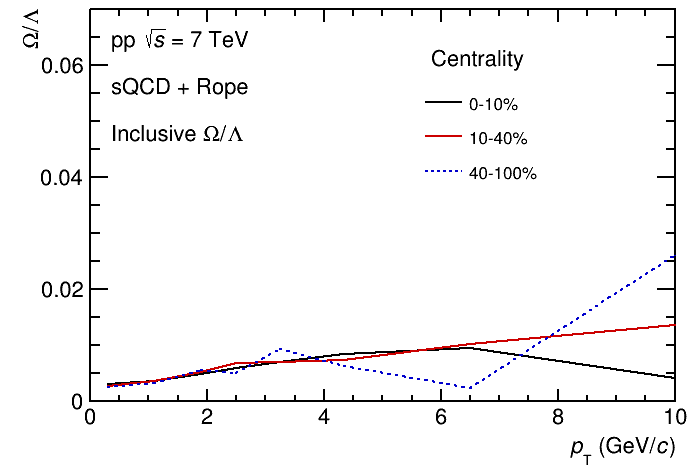 Ω/Λ
pp √s = 7 TeV
sQCD + Rope
Inclusive Ω/Λ
Centrality
0-10%
10-40%
40-100%
0.06
0.04
0.02
0
0 2 4 6 8 10
p_T (GeV/c)